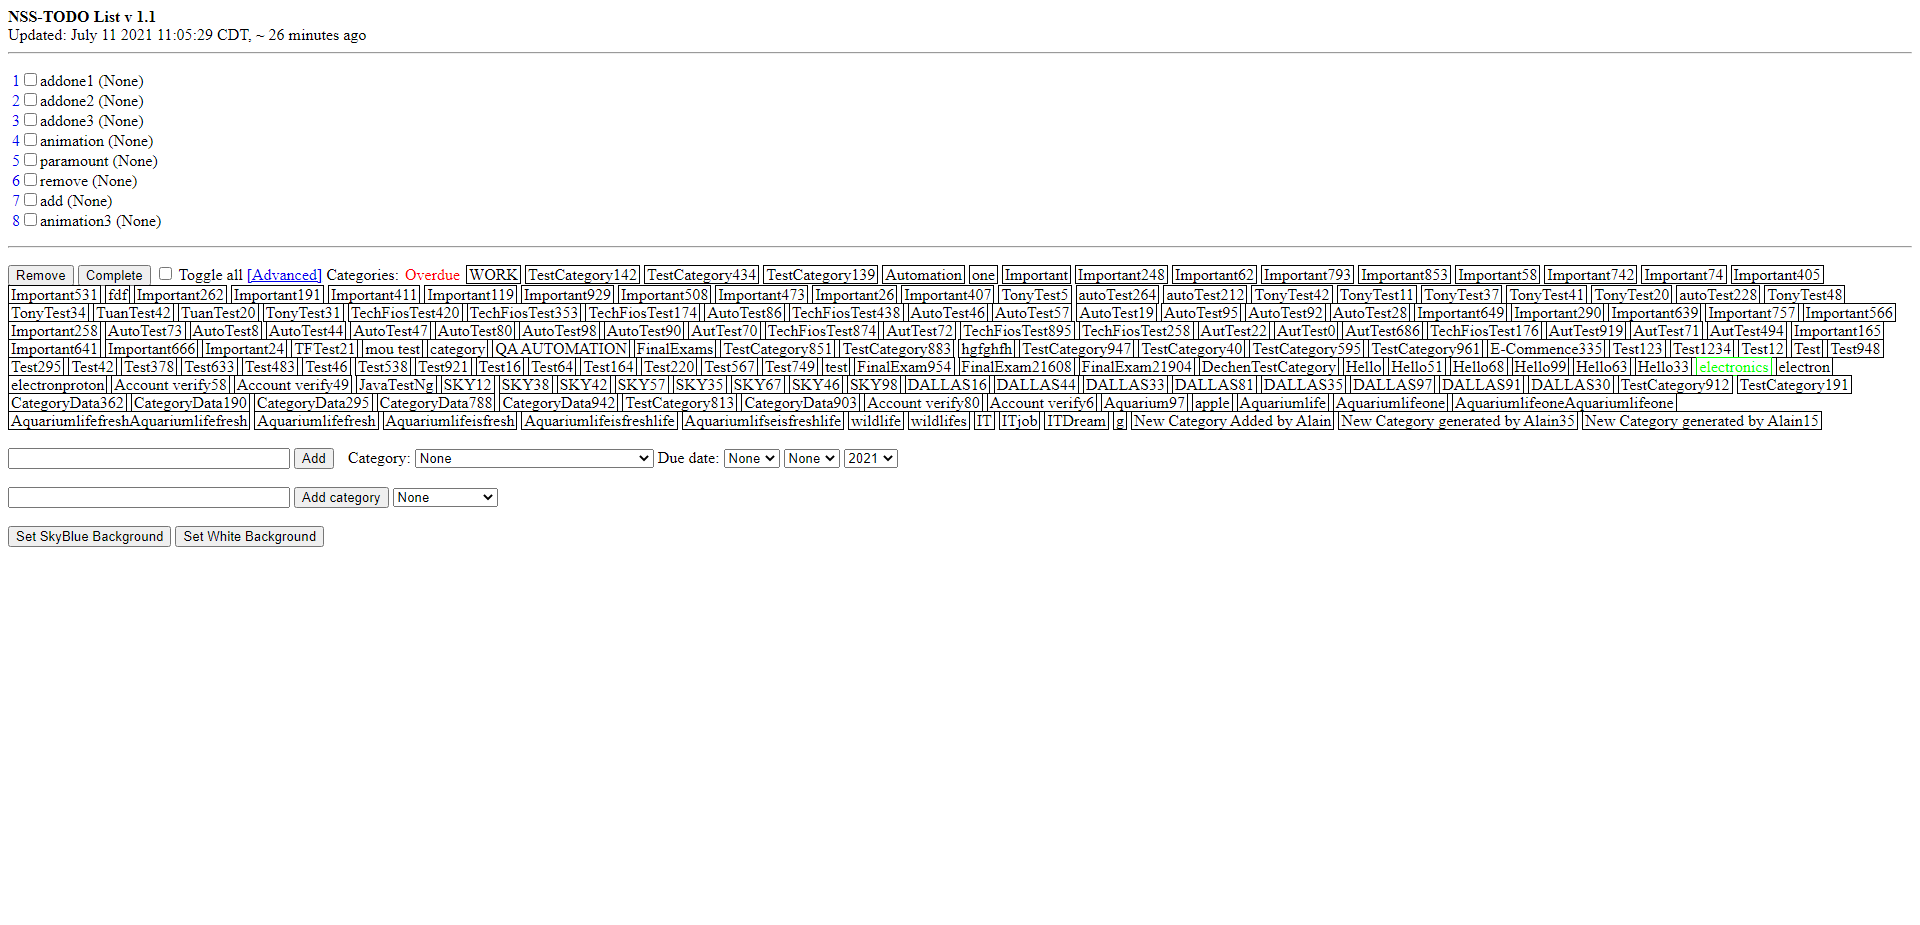 NSS-TODO List v 1.1
Updated: July 11 2021 11:05:29 CDT, ~ 26 minutes ago
1 addone1 (None)
2 addone2 (None)
3 addone3 (None)
4 animation (None)
5 paramount (None)
6 remove (None)
7 add (None)
8 animation3 (None)
Remove Complete Toggle all [Advanced] Categories: Overdue WORK TestCategory142 TestCategory434 TestCategory139 Automation one Important Important248 Important62 Important793 Important853 Important58 Important742 Important74 Important405
Important531 fdf Important262 Important191 Important411 Important119 Important929 Important508 Important473 Important26 Important407 TonyTest5 autoTest264 autoTest212 TonyTest42 TonyTest11 TonyTest37 TonyTest41 TonyTest20 autoTest228 TonyTest48
TonyTest34 TuanTest42 TuanTest20 TonyTest31 TechFiosTest420 TechFiosTest353 TechFiosTest174 AutoTest86 TechFiosTest438 AutoTest46 AutoTest57 AutoTest19 AutoTest95 AutoTest92 AutoTest28 Important649 Important290 Important639 Important757 Important566
Important258 AutoTest73 AutoTest8 AutoTest44 AutoTest47 AutoTest80 AutoTest98 AutoTest90 AutTest70 TechFiosTest874 AutTest72 TechFiosTest895 TechFiosTest258 AutTest22 AutTest0 AutTest686 TechFiosTest176 AutTest919 AutTest71 AutTest494 Important165
Important641 Important666 Important24 TFTest21 mou test category QA AUTOMATION FinalExams TestCategory851 TestCategory883 hgfghfh TestCategory947 TestCategory40 TestCategory595 TestCategory961 E-Commence335 Test123 Test1234 Test12 Test Test948
Test295 Test42 Test378 Test633 Test483 Test46 Test538 Test921 Test16 Test64 Test164 Test220 Test567 Test749 test FinalExam954 FinalExam21608 FinalExam21904 DechenTestCategory Hello Hello51 Hello68 Hello99 Hello63 Hello33 electronics electron
electronproton Account verify58 Account verify49 JavaTestNg SKY12 SKY38 SKY42 SKY57 SKY35 SKY67 SKY46 SKY98 DALLAS16 DALLAS44 DALLAS33 DALLAS81 DALLAS35 DALLAS97 DALLAS91 DALLAS30 TestCategory912 TestCategory191
CategoryData362 CategoryData190 CategoryData295 CategoryData788 CategoryData942 TestCategory813 CategoryData903 Account verify80 Account verify6 Aquarium97 apple Aquariumlife Aquariumlifeone AquariumlifeoneAquariumlifeone
AquariumlifefreshAquariumlifefresh Aquariumlifefresh Aquariumlifeisfresh Aquariumlifeisfreshlife Aquariumlifseisfreshlife wildlife wildlifes IT ITjob ITDream g New Category Added by Alain New Category generated by Alain35 New Category generated by Alain15
Add Category: None Due date: None None 2021
Add category None
Set SkyBlue Background Set White Background